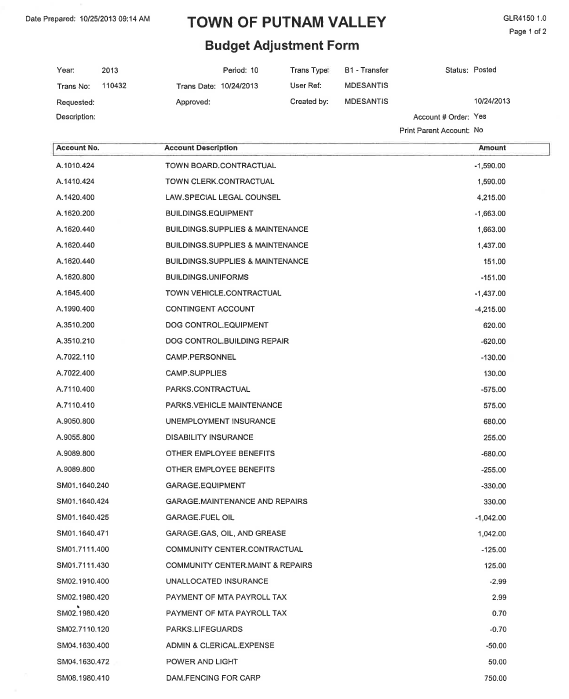 Date Prepared: 10/25/2013 09:14 AM TOWN OF PUTNAM VALLEY GLR4150 1.0
Page 1 of 2
Budget Adjustment Form
Year: 2013 Period: 10 Trans Type: B1 - Transfer Status: Posted
Trans No: 110432 Trans Date: 10/24/2013 User Ref: MDESANTIS
Requested: Approved: Created by: MDESANTIS 10/24/2013
Description: Account # Order: Yes
Print Parent Account: No
Account No. Account Description Amount
A.1010.424 TOWN BOARD.CONTRACTUAL -1,590.00
A.1410.424 TOWN CLERK.CONTRACTUAL 1,590.00
A.1420.400 LAW.SPECIAL LEGAL COUNSEL 4,215.00
A.1620.200 BUILDINGS.EQUIPMENT -1,663.00
A.1620.440 BUILDINGS.SUPPLIES & MAINTENANCE 1,663.00
A.1620.440 BUILDINGS.SUPPLIES & MAINTENANCE 1,437.00
A.1620.440 BUILDINGS.SUPPLIES & MAINTENANCE 151.00
A.1620.800 BUILDINGS.UNIFORMS -151.00
A.1645.400 TOWN VEHICLE.CONTRACTUAL -1,437.00
A.1990.400 CONTINGENT ACCOUNT -4,215.00
A.3510.200 DOG CONTROL.EQUIPMENT 620.00
A.3510.210 DOG CONTROL.BUILDING REPAIR -620.00
A.7022.110 CAMP.PERSONNEL -130.00
A.7022.400 CAMP.SUPPLIES 130.00
A.7110.400 PARKS.CONTRACTUAL -575.00
A.7110.410 PARKS.VEHICLE MAINTENANCE 575.00
A.9050.800 UNEMPLOYMENT INSURANCE 680.00
A.9055.800 DISABILITY INSURANCE 255.00
A.9089.800 OTHER EMPLOYEE BENEFITS -680.00
A.9089.800 OTHER EMPLOYEE BENEFITS -255.00
SM01.1640.240 GARAGE.EQUIPMENT -330.00
SM01.1640.424 GARAGE.MAINTENANCE AND REPAIRS 330.00
SM01.1640.425 GARAGE.FUEL OIL -1,042.00
SM01.1640.471 GARAGE.GAS, OIL, AND GREASE 1,042.00
SM01.7111.400 COMMUNITY CENTER.CONTRACTUAL -125.00
SM01.7111.430 COMMUNITY CENTER.MAINT & REPAIRS 125.00
SM02.1910.400 UNALLOCATED INSURANCE -2.99
SM02.1980.420 PAYMENT OF MTA PAYROLL TAX 2.99
SM02.1980.420 PAYMENT OF MTA PAYROLL TAX 0.70
SM02.7110.120 PARKS.LIFEGUARDS -0.70
SM04.1630.400 ADMIN & CLERICAL.EXPENSE -50.00
SM04.1630.472 POWER AND LIGHT 50.00
SM08.1980.410 DAM.FENCING FOR CARP 750.00